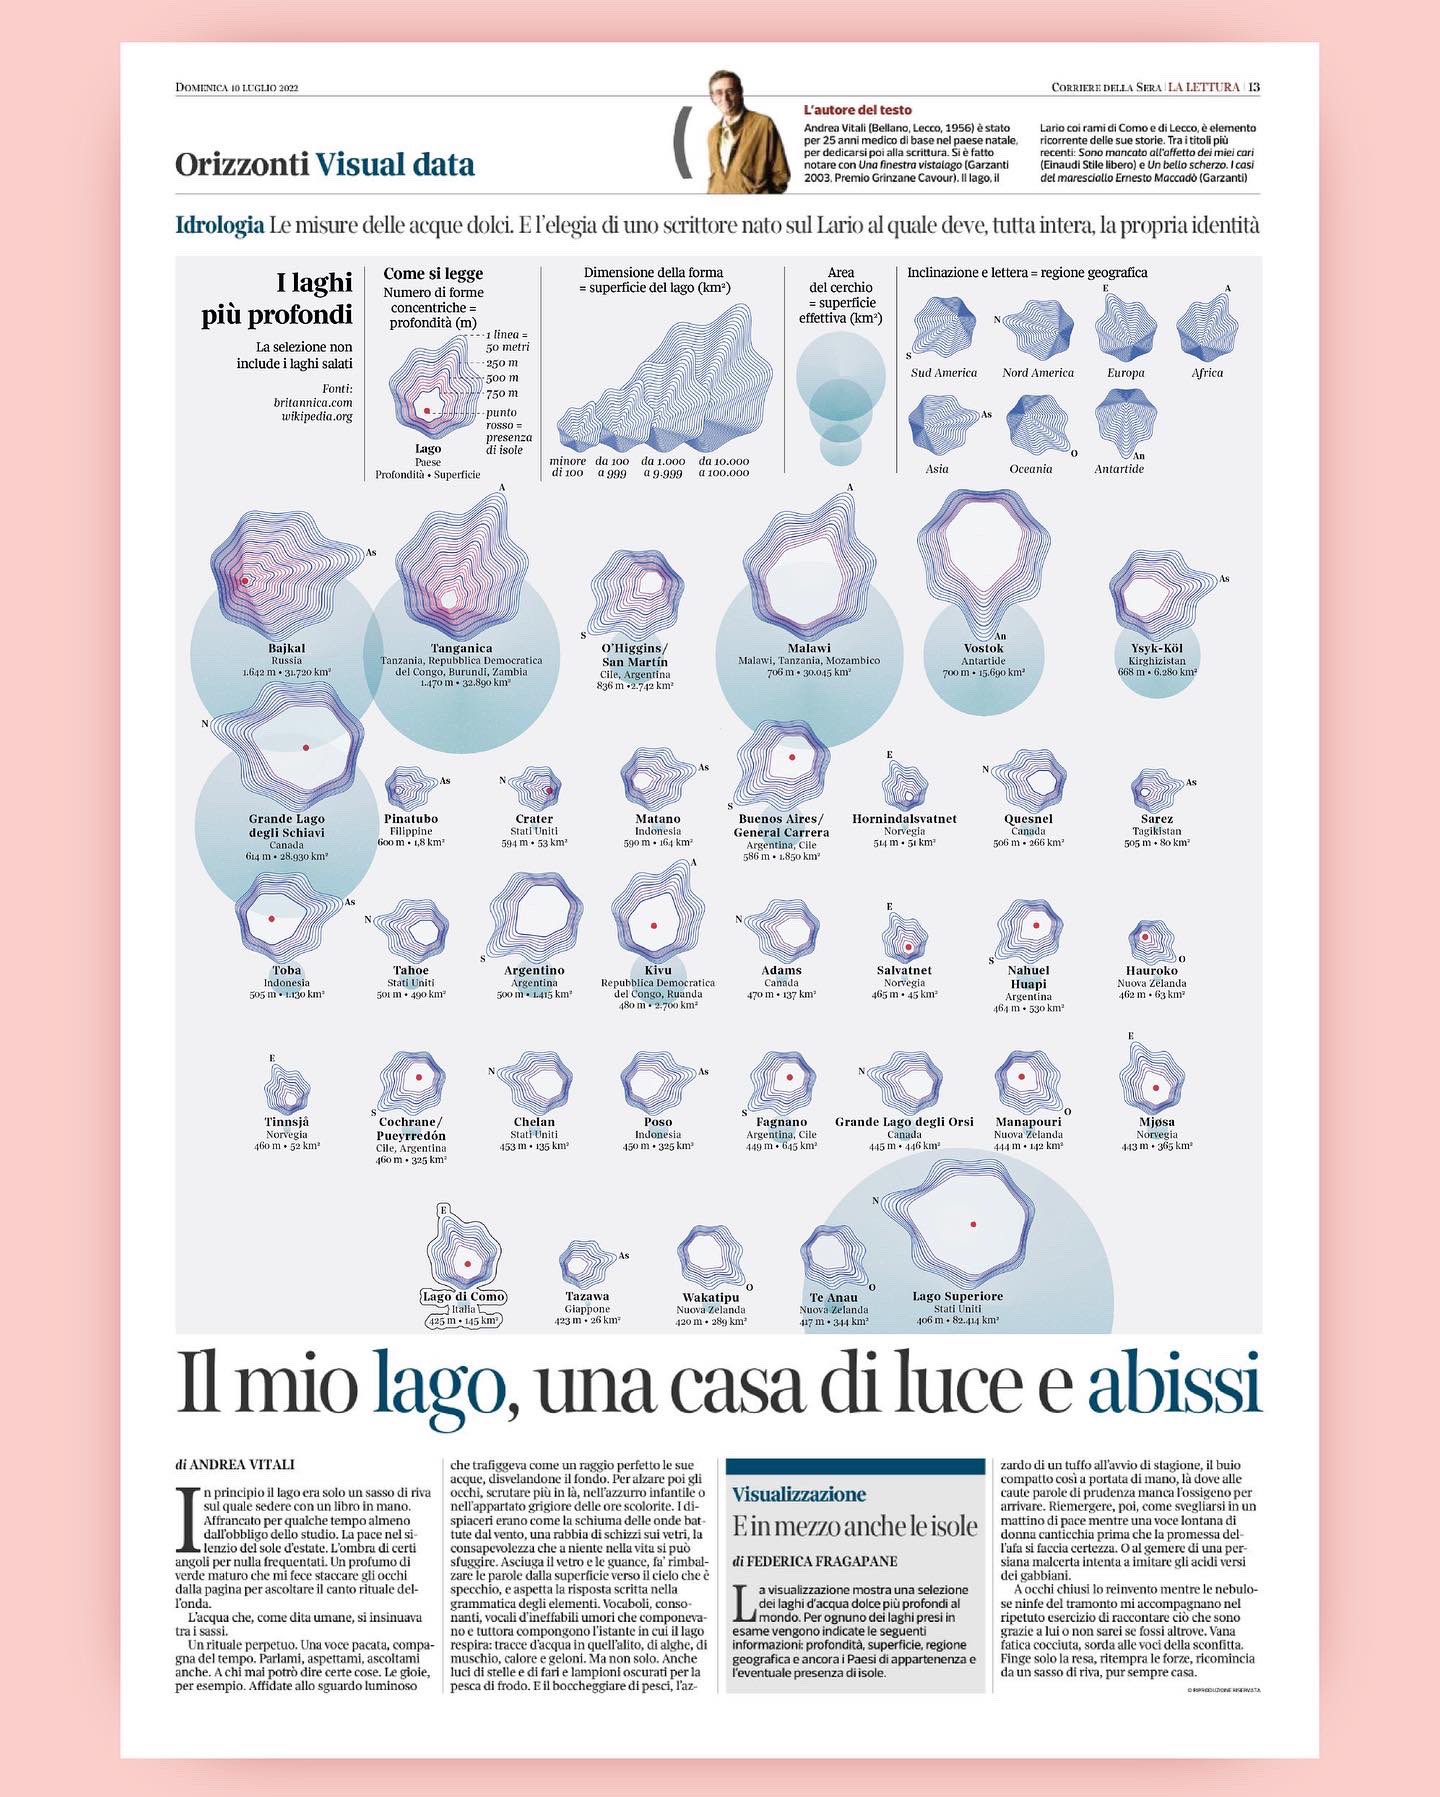 DOMENICA 10 LUGLIO 2022
CORRIERE DELLA SERA | LA LETTURA | 13
Orizzonti Visual data
L'autore del testo
Andrea Vitali (Bellano, Lecco, 1956) è stato
per 25 anni medico di base nel paese natale,
per dedicarsi poi alla scrittura. Si è fatto
notare con Una finestra vistalago (Garzanti
2003, Premio Grinzane Cavour). Il lago, il
Lario coi rami di Como e di Lecco, è elemento
ricorrente delle sue storie. Tra i titoli più
recenti: Sono mancato all'affetto dei miei cari
(Einaudi Stile libero) e Un bello scherzo. I casi
del maresciallo Ernesto Maccadò (Garzanti)
Idrologia Le misure delle acque dolci. E l'elegia di uno scrittore nato sul Lario al quale deve, tutta intera, la propria identità
I laghi
più profondi
La selezione non
include i laghi salati
Fonti:
britannica.com
wikipedia.org
Come si legge
Numero di forme
concentriche =
profondità (m)
1 linea =
50 metri
250 m
500 m
750 m
punto
rosso =
presenza
di isole
Lago
Paese
Profondità • Superficie
Dimensione della forma
= superficie del lago (km²)
minore
di 100
da 100
a 999
da 1.000
a 9.999
da 10.000
a 100.000
Area
del cerchio
= superficie
effettiva (km²)
Inclinazione e lettera = regione geografica
S
Sud America
N
Nord America
E
Europa
A
Africa
As
Asia
O
Oceania
An
Antartide
As
Bajkal
Russia
1.642 m • 31.720 km²
A
Tanganica
Tanzania, Repubblica Democratica
del Congo, Burundi, Zambia
1.470 m • 32.890 km²
S
O'Higgins/
San Martín
Cile, Argentina
836 m • 2.742 km²
A
Malawi
Malawi, Tanzania, Mozambico
706 m • 30.045 km²
An
Vostok
Antartide
700 m • 15.690 km²
As
Ysyk-Köl
Kirghizistan
668 m • 6.280 km²
N
Grande Lago
degli Schiavi
Canada
614 m • 28.930 km²
As
Pinatubo
Filippine
600 m • 1,8 km²
N
Crater
Stati Uniti
594 m • 53 km²
As
Matano
Indonesia
590 m • 164 km²
S
Buenos Aires/
General Carrera
Argentina, Cile
586 m • 1.850 km²
E
Hornindalsvatnet
Norvegia
514 m • 51 km²
N
Quesnel
Canada
506 m • 266 km²
As
Sarez
Tagikistan
505 m • 80 km²
As
Toba
Indonesia
505 m • 1.130 km²
N
Tahoe
Stati Uniti
501 m • 490 km²
S
Argentino
Argentina
500 m • 1.415 km²
A
Kivu
Repubblica Democratica
del Congo, Ruanda
480 m • 2.700 km²
N
Adams
Canada
470 m • 137 km²
E
Salvatnet
Norvegia
465 m • 45 km²
S
Nahuel
Huapi
Argentina
464 m • 530 km²
O
Hauroko
Nuova Zelanda
462 m • 63 km²
E
Tinnsjå
Norvegia
460 m • 52 km²
S
Cochrane/
Pueyrredón
Cile, Argentina
460 m • 325 km²
N
Chelan
Stati Uniti
453 m • 135 km²
As
Poso
Indonesia
450 m • 325 km²
S
Fagnano
Argentina, Cile
449 m • 645 km²
N
Grande Lago degli Orsi
Canada
445 m • 446 km²
O
Manapouri
Nuova Zelanda
444 m • 142 km²
E
Mjøsa
Norvegia
443 m • 365 km²
E
Lago di Como
Italia
425 m • 145 km²
As
Tazawa
Giappone
423 m • 26 km²
O
Wakatipu
Nuova Zelanda
420 m • 289 km²
O
Te Anau
Nuova Zelanda
417 m • 344 km²
N
Lago Superiore
Stati Uniti
406 m • 82.414 km²
Il mio lago, una casa di luce e abissi
di ANDREA VITALI
In principio il lago era solo un sasso di riva
sul quale sedere con un libro in mano.
Affrancato per qualche tempo almeno
dall'obbligo dello studio. La pace nel si-
lenzio del sole d'estate. L'ombra di certi
angoli per nulla frequentati. Un profumo di
verde maturo che mi fece staccare gli occhi
dalla pagina per ascoltare il canto rituale del-
l'onda.
L'acqua che, come dita umane, si insinuava
tra i sassi.
Un rituale perpetuo. Una voce pacata, compa-
gna del tempo. Parlami, aspettami, ascoltami
anche. A chi mai potrò dire certe cose. Le gioie,
per esempio. Affidate allo sguardo luminoso
che trafiggeva come un raggio perfetto le sue
acque, disvelandone il fondo. Per alzare poi gli
occhi, scrutare più in là, nell'azzurro infantile o
nell'appartato grigiore delle ore scolorite. I di-
spiaceri erano come la schiuma delle onde bat-
tute dal vento, una rabbia di schizzi sui vetri, la
consapevolezza che a niente nella vita si può
sfuggire. Asciuga il vetro e le guance, fa' rimbal-
zare le parole dalla superficie verso il cielo che è
specchio, e aspetta la risposta scritta nella
grammatica degli elementi. Vocaboli, conso-
nanti, vocali d'ineffabili umori che componeva-
no e tuttora compongono l'istante in cui il lago
respira: tracce d'acqua in quell'alito, di alghe, di
muschio, calore e geloni. Ma non solo. Anche
luci di stelle e di fari e lampioni oscurati per la
pesca di frodo. E il boccheggiare di pesci, l'az-
Visualizzazione
E in mezzo anche le isole
di FEDERICA FRAGAPANE
La visualizzazione mostra una selezione
dei laghi d'acqua dolce più profondi al
mondo. Per ognuno dei laghi presi in
esame vengono indicate le seguenti
informazioni: profondità, superficie, regione
geografica e ancora i Paesi di appartenenza e
l'eventuale presenza di isole.
zardo di un tuffo all'avvio di stagione, il buio
compatto così a portata di mano, là dove alle
caute parole di prudenza manca l'ossigeno per
arrivare. Riemergere, poi, come svegliarsi in un
mattino di pace mentre una voce lontana di
donna canticchia prima che la promessa del-
l'afa si faccia certezza. O al gemere di una per-
siana malcerta intenta a imitare gli acidi versi
dei gabbiani.
A occhi chiusi lo reinvento mentre le nebulo-
se ninfe del tramonto mi accompagnano nel
ripetuto esercizio di raccontare ciò che sono
grazie a lui o non sarei se fossi altrove. Vana
fatica cocciuta, sorda alle voci della sconfitta.
Finge solo la resa, ritempra le forze, ricomincia
da un sasso di riva, pur sempre casa.
© RIPRODUZIONE RISERVATA